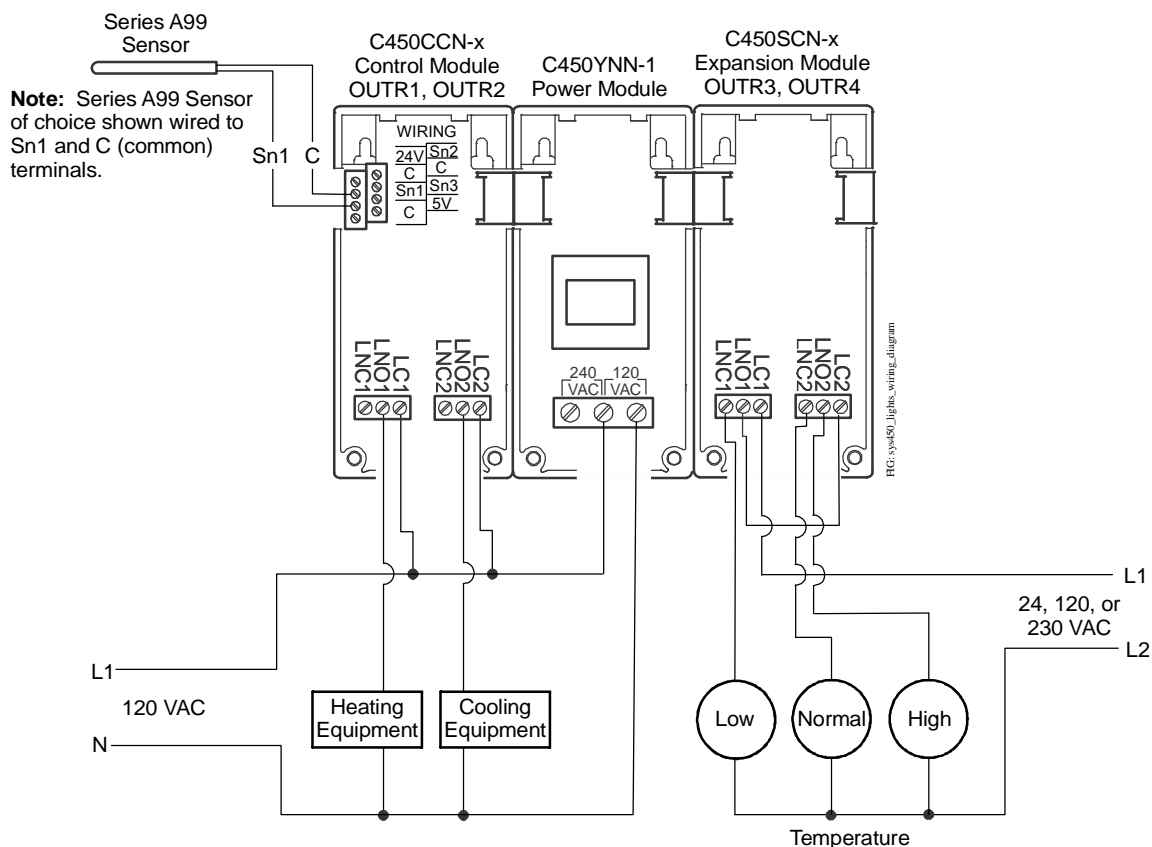 Series A99
Sensor
Note: Series A99 Sensor
of choice shown wired to
Sn1 and C (common)
terminals.
Sn1 C
C450CCN-x
Control Module
OUTR1, OUTR2
C450YNN-1
Power Module
C450SCN-x
Expansion Module
OUTR3, OUTR4
WIRING
24V Sn2
C C
Sn1 Sn3
C 5V
LNC1
LNO1
LC1
LNC2
LNO2
LC2
240
VAC
120
VAC
LNC1
LNO1
LC1
LNC2
LNO2
LC2
FIG: sys450_lights_wiring_diagram
L1
120 VAC
N
Heating
Equipment
Cooling
Equipment
L1
24, 120, or
230 VAC
L2
Low
Normal
High
Temperature